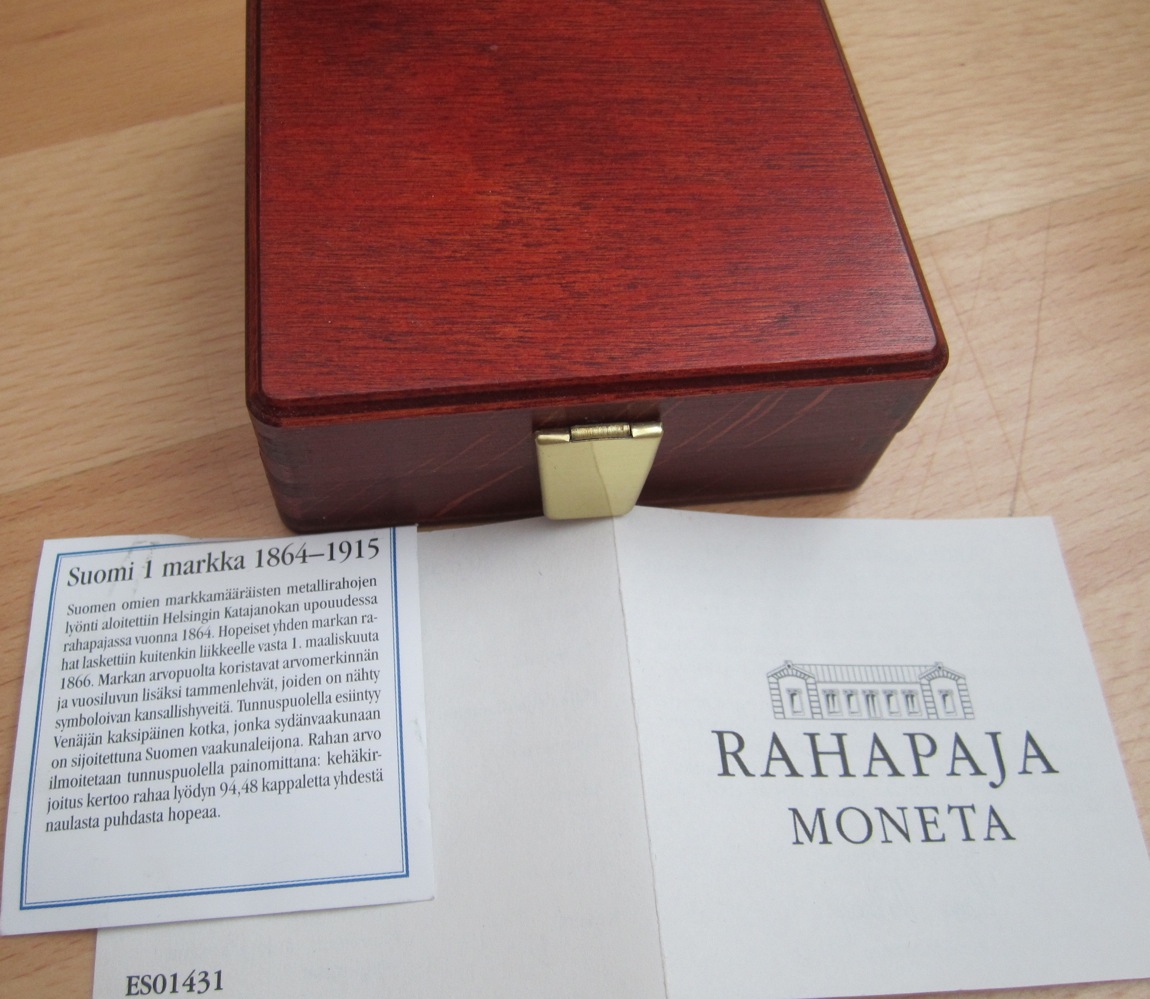 Suomi 1 markka 1864–1915
Suomen omien markkamääräisten metallirahojen
lyönti aloitettiin Helsingin Katajanokan upouudessa
rahapajassa vuonna 1864. Hopeiset yhden markan ra-
hat laskettiin kuitenkin liikkeelle vasta 1. maaliskuuta
1866. Markan arvopuolta koristavat arvomerkinnän
ja vuosiluvun lisäksi tammenlehvät, joiden on nähty
symboloivan kansallishyveitä. Tunnuspuolella esiintyy
Venäjän kaksipäinen kotka, jonka sydänvaakunaan
on sijoitettuna Suomen vaakunaleijona. Rahan arvo
ilmoitetaan tunnuspuolella painomittana: kehäkir-
joitus kertoo rahaa lyödyn 94,48 kappaletta yhdestä
naulasta puhdasta hopeaa.
ES01431
RAHAPAJA
MONETA